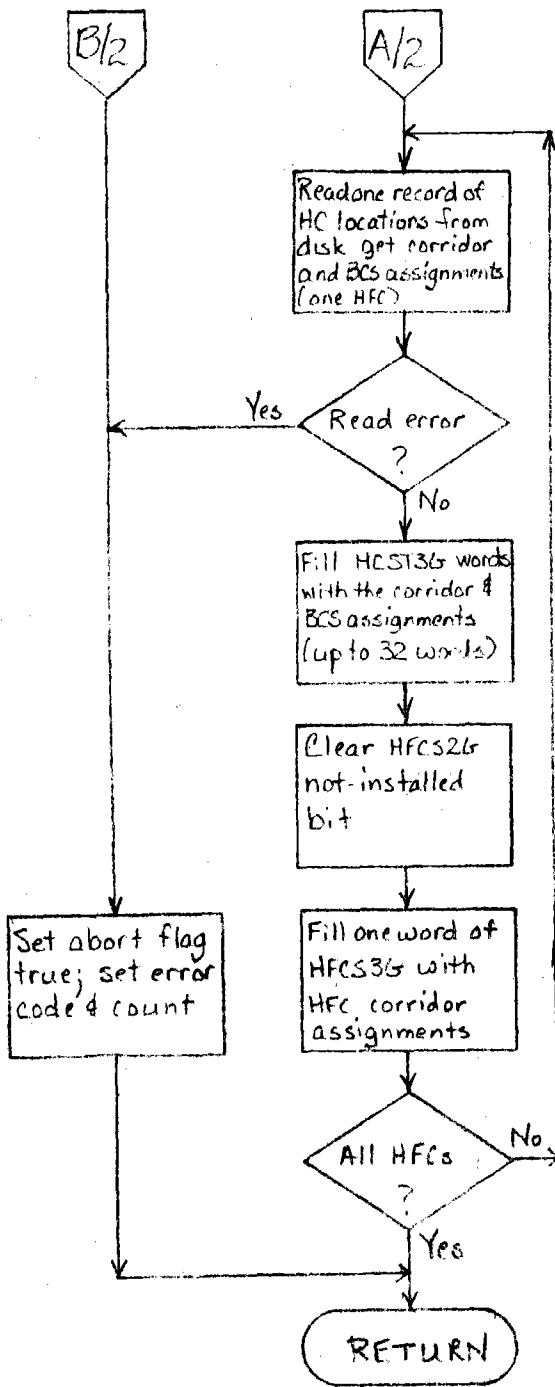 B/2
A/2
Read one record of
HC locations from
disk get corridor
and BCS assignments
(one HFC)
Yes
Read error
?
No
Fill HCST3G words
with the corridor &
BCS assignments
(up to 32 words)
Clear HFCS2G
not-installed
bit
Set abort flag
true; set error
code & count
Fill one word of
HFCS3G with
HFC corridor
assignments
All HFCs
?
No
Yes
RETURN